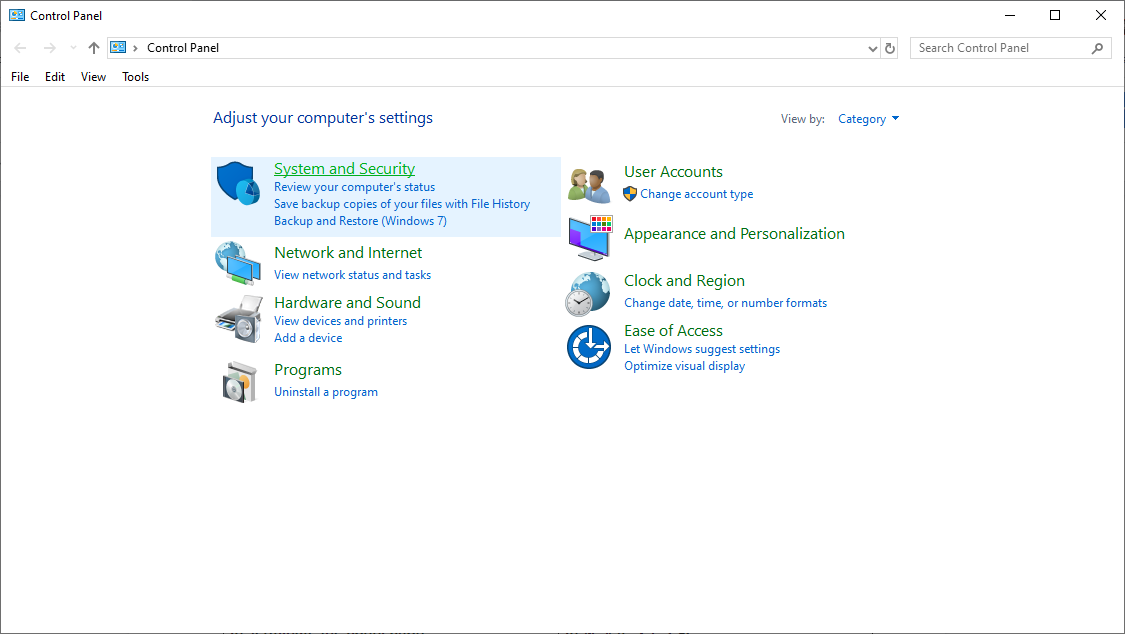 Control Panel
Control Panel
Search Control Panel
File Edit View Tools
Adjust your computer's settings
View by: Category
System and Security
Review your computer's status
Save backup copies of your files with File History
Backup and Restore (Windows 7)
Network and Internet
View network status and tasks
Hardware and Sound
View devices and printers
Add a device
Programs
Uninstall a program
User Accounts
Change account type
Appearance and Personalization
Clock and Region
Change date, time, or number formats
Ease of Access
Let Windows suggest settings
Optimize visual display